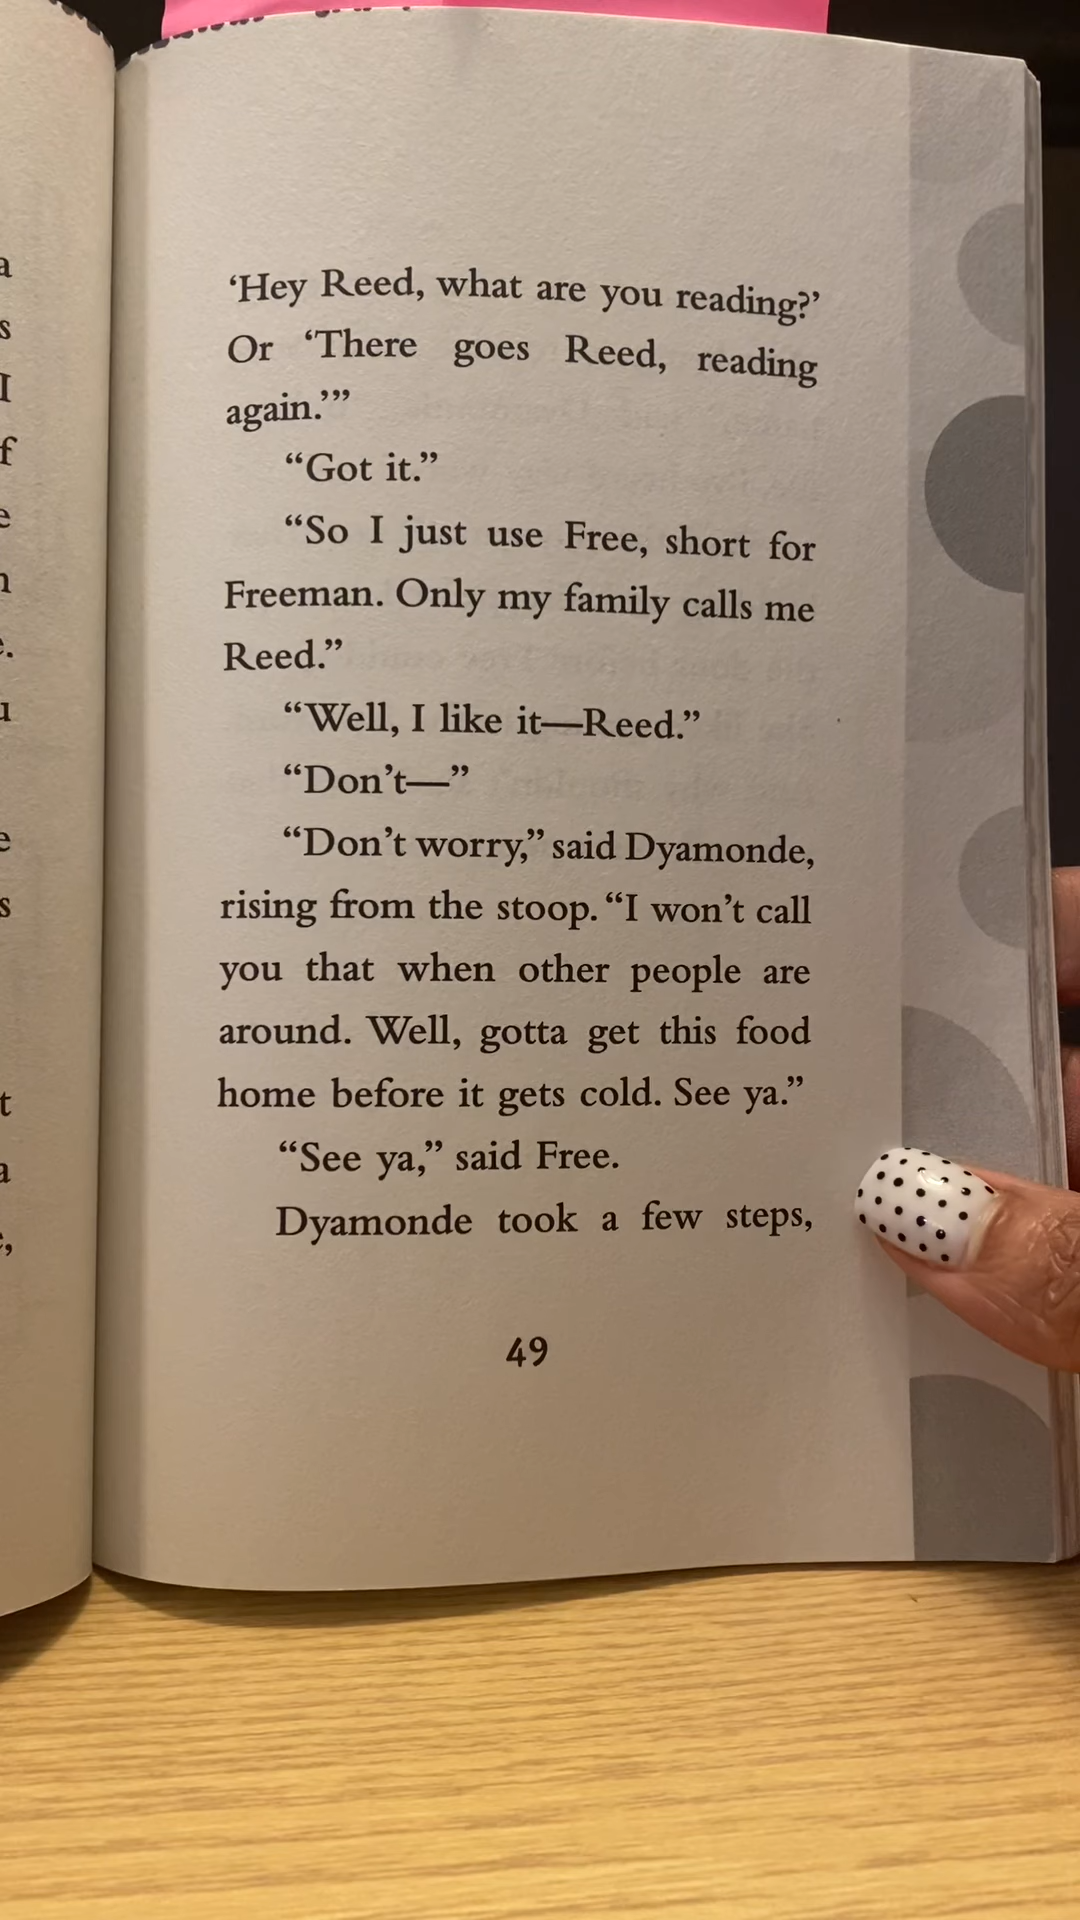 ‘Hey Reed, what are you reading?’
Or ‘There goes Reed, reading
again.’”
“Got it.”
“So I just use Free, short for
Freeman. Only my family calls me
Reed.”
“Well, I like it—Reed.”
“Don’t—”
“Don’t worry,” said Dyamonde,
rising from the stoop. “I won’t call
you that when other people are
around. Well, gotta get this food
home before it gets cold. See ya.”
“See ya,” said Free.
Dyamonde took a few steps,
49